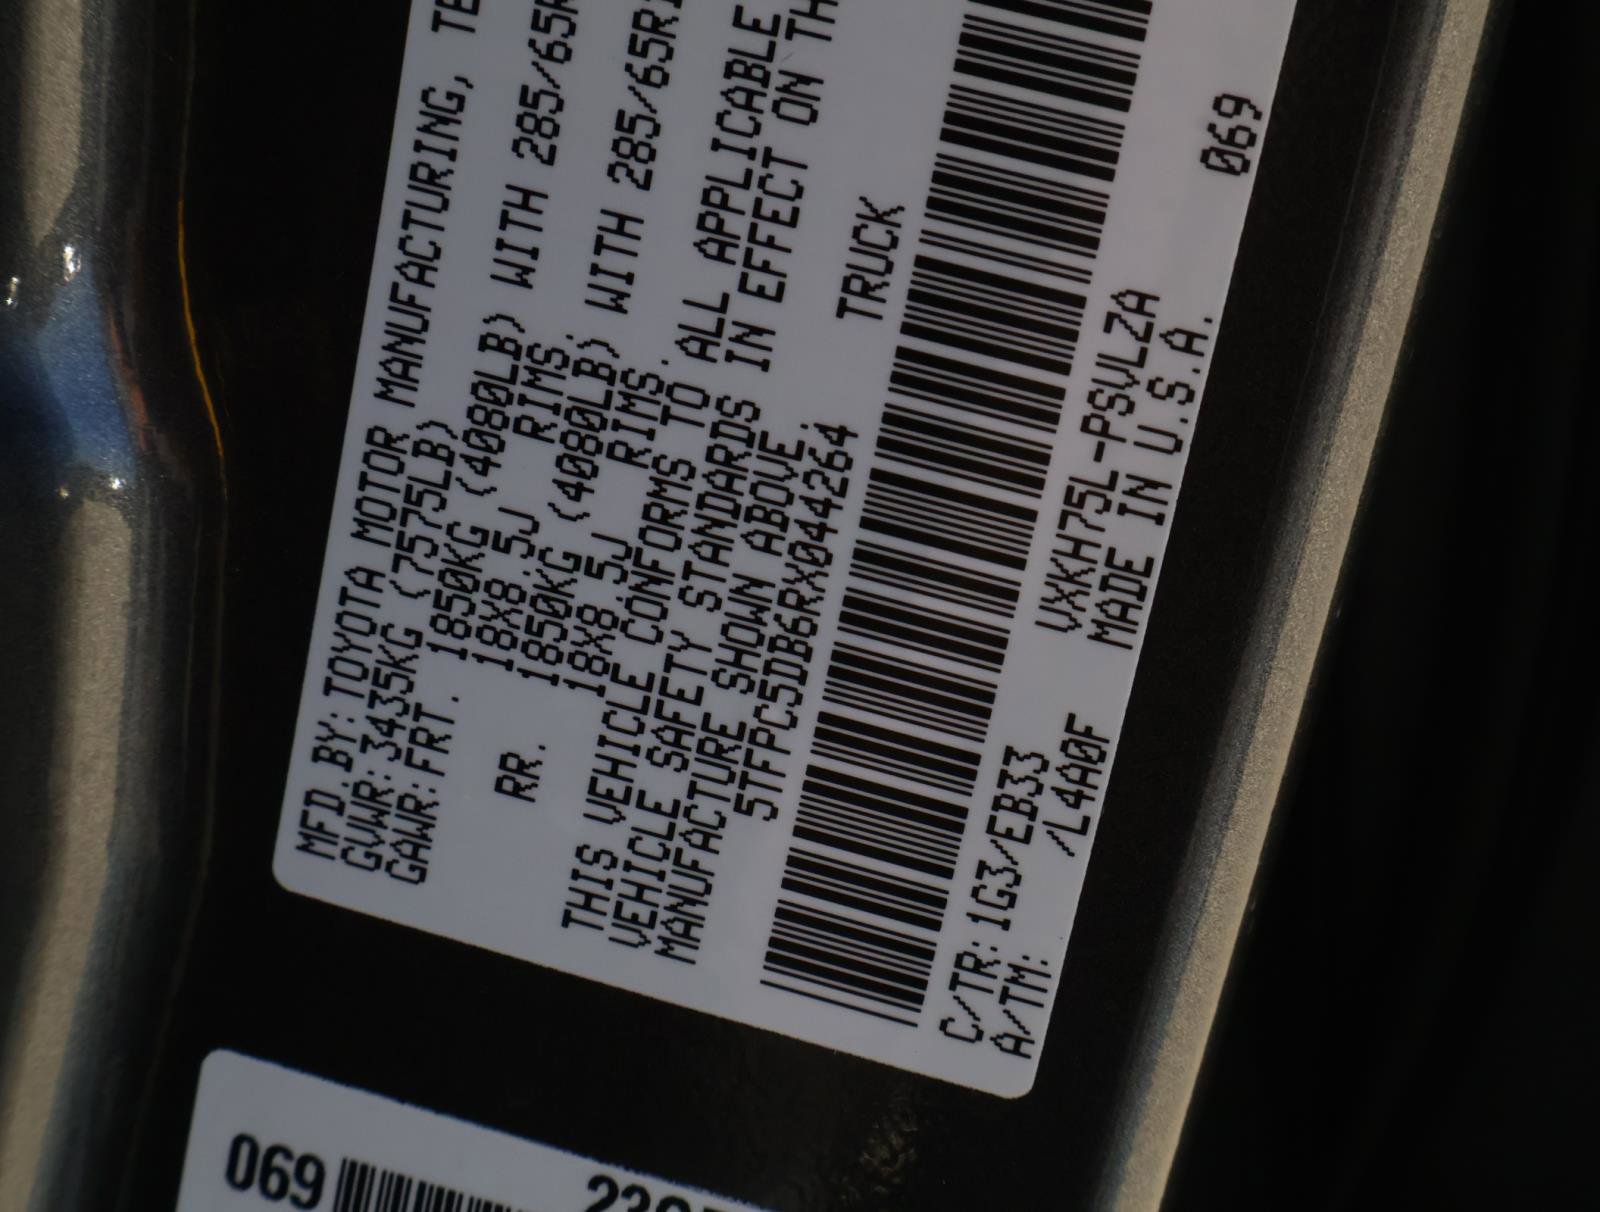 MFD.BY: TOYOTA MOTOR MANUFACTURING, TE
GVWR: 3435KG (7575LB)
GAWR: FRT. 1850KG (4080LB) WITH 285/65R
18X8.5J RIMS,
RR. 1850KG (4080LB) WITH 285/65R1
18X8.5J RIMS.
THIS VEHICLE CONFORMS TO ALL APPLICABLE
VEHICLE SAFETY STANDARDS IN EFFECT ON TH
MANUFACTURE SHOWN ABOVE.
5TFPC5DB6RX044264 TRUCK
C/TR: 1G3/EB33 VXKH75L-PSVLZA 069
A/TM: /L4A0F MADE IN U.S.A.
069